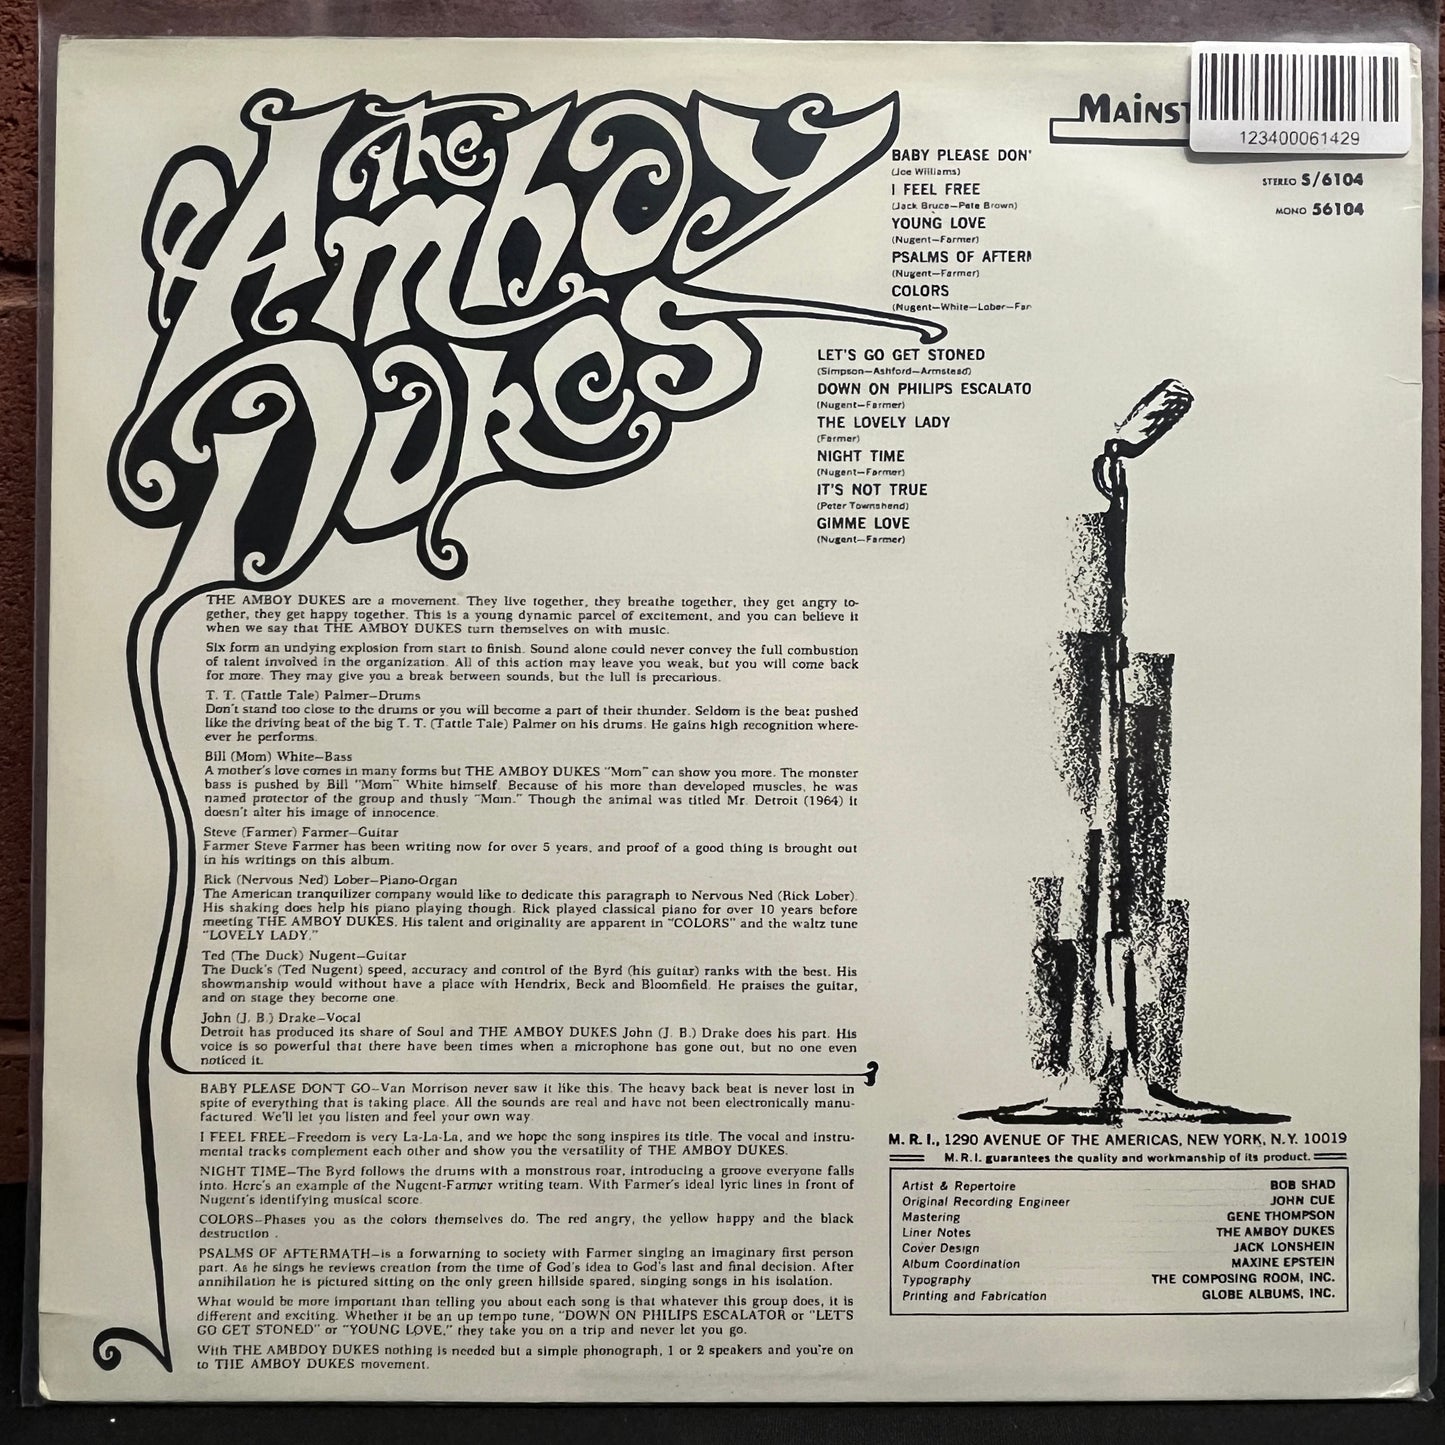 The
Amboy
Dukes
MAINST
123400061429
STEREO S/6104
MONO 56104
BABY PLEASE DON'
(Joe Williams)
I FEEL FREE
(Jack Bruce—Pete Brown)
YOUNG LOVE
(Nugent—Farmer)
PSALMS OF AFTER
(Nugent—Farmer)
COLORS
(Nugent—White—Lober—Far
LET'S GO GET STONED
(Simpson—Ashford—Armstead)
DOWN ON PHILIPS ESCALATO
(Nugent—Farmer)
THE LOVELY LADY
(Farmer)
NIGHT TIME
(Nugent—Farmer)
IT'S NOT TRUE
(Peter Townshend)
GIMME LOVE
(Nugent—Farmer)
THE AMBOY DUKES are a movement. They live together, they breathe together, they get angry to-
gether, they get happy together. This is a young dynamic parcel of excitement, and you can believe it
when we say that THE AMBOY DUKES turn themselves on with music.
Six form an undying explosion from start to finish. Sound alone could never convey the full combustion
of talent involved in the organization. All of this action may leave you weak, but you will come back
for more. They may give you a break between sounds, but the lull is precarious.
T. T. (Tattle Tale) Palmer—Drums
Don't stand too close to the drums or you will become a part of their thunder. Seldom is the beat pushed
like the driving beat of the big T. T. (Tattle Tale) Palmer on his drums. He gains high recognition where-
ever he performs.
Bill (Mom) White—Bass
A mother's love comes in many forms but THE AMBOY DUKES "Mom" can show you more. The monster
bass is pushed by Bill "Mom" White himself. Because of his more than developed muscles, he was
named protector of the group and thusly "Mom." Though the animal was titled Mr. Detroit (1964) it
doesn't alter his image of innocence.
Steve (Farmer) Farmer—Guitar
Farmer Steve Farmer has been writing now for over 5 years, and proof of a good thing is brought out
in his writings on this album.
Rick (Nervous Ned) Lober—Piano-Organ
The American tranquilizer company would like to dedicate this paragraph to Nervous Ned (Rick Lober).
His shaking does help his piano playing though. Rick played classical piano for over 10 years before
meeting THE AMBOY DUKES. His talent and originality are apparent in "COLORS" and the waltz tune
"LOVELY LADY."
Ted (The Duck) Nugent—Guitar
The Duck's (Ted Nugent) speed, accuracy and control of the Byrd (his guitar) ranks with the best. His
showmanship would without have a place with Hendrix, Beck and Bloomfield. He praises the guitar,
and on stage they become one.
John (J. B.) Drake—Vocal
Detroit has produced its share of Soul and THE AMBOY DUKES John (J. B.) Drake does his part. His
voice is so powerful that there have been times when a microphone has gone out, but no one even
noticed it.
BABY PLEASE DON'T GO—Van Morrison never saw it like this. The heavy back beat is never lost in
spite of everything that is taking place. All the sounds are real and have not been electronically manu-
factured. We'll let you listen and feel your own way.
I FEEL FREE—Freedom is very La-La-La, and we hope the song inspires its title. The vocal and instru-
mental tracks complement each other and show you the versatility of THE AMBOY DUKES.
NIGHT TIME—The Byrd follows the drums with a monstrous roar, introducing a groove everyone falls
into. Here's an example of the Nugent-Farmer writing team. With Farmer's ideal lyric lines in front of
Nugent's identifying musical score.
COLORS—Phases you as the colors themselves do. The red angry, the yellow happy and the black
destruction .
PSALMS OF AFTERMATH—is a forwarning to society with Farmer singing an imaginary first person
part. As he sings he reviews creation from the time of God's idea to God's last and final decision. After
annihilation he is pictured sitting on the only green hillside spared, singing songs in his isolation.
What would be more important than telling you about each song is that whatever this group does, it is
different and exciting. Whether it be an up tempo tune, "DOWN ON PHILIPS ESCALATOR or "LET'S
GO GET STONED" or "YOUNG LOVE," they take you on a trip and never let you go.
With THE AMBDOY DUKES nothing is needed but a simple phonograph, 1 or 2 speakers and you're on
to THE AMBOY DUKES movement.
M. R. I., 1290 AVENUE OF THE AMERICAS, NEW YORK, N.Y. 10019
M.R.I. guarantees the quality and workmanship of its product.
Artist & Repertoire BOB SHAD
Original Recording Engineer JOHN CUE
Mastering GENE THOMPSON
Liner Notes THE AMBOY DUKES
Cover Design JACK LONSHEIN
Album Coordination MAXINE EPSTEIN
Typography THE COMPOSING ROOM, INC.
Printing and Fabrication GLOBE ALBUMS, INC.